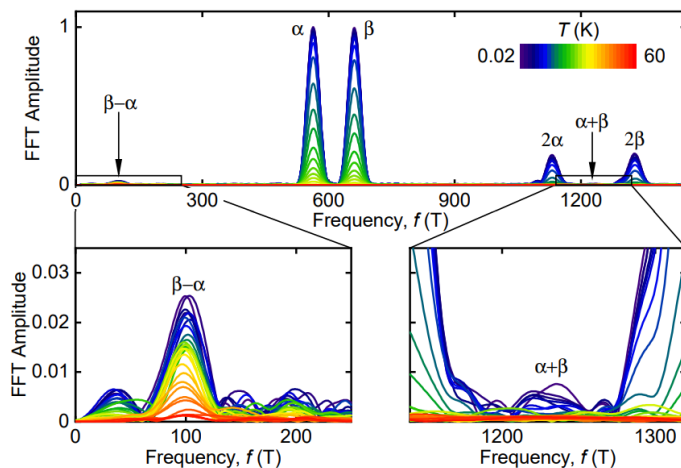 FFT Amplitude
1
0
α
β
β−α
T (K)
0.02
60
α+β
2α
2β
0
300
600
900
1200
Frequency, f (T)
FFT Amplitude
0.03
0.02
0.01
0
β−α
0
100
200
Frequency, f (T)
α+β
1200
1300
Frequency, f (T)